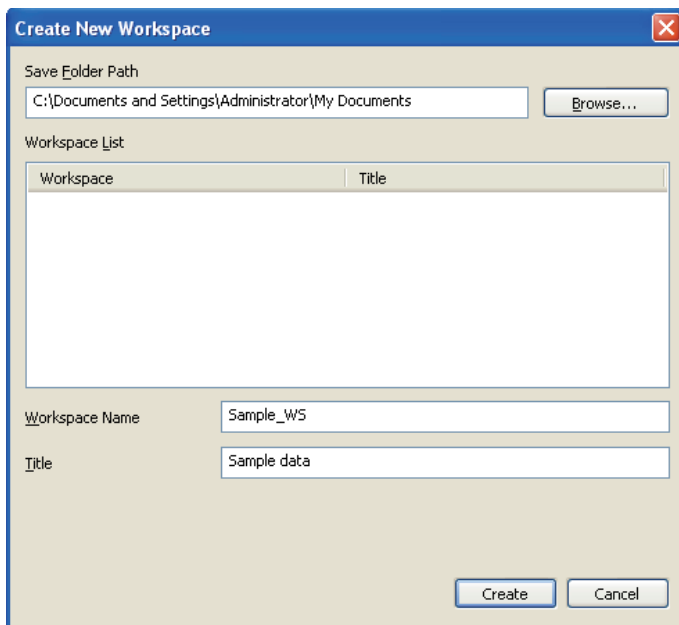 Create New Workspace
Save Folder Path
C:\Documents and Settings\Administrator\My Documents
Browse...
Workspace List
Workspace Title
Workspace Name Sample_WS
Title Sample data
Create Cancel